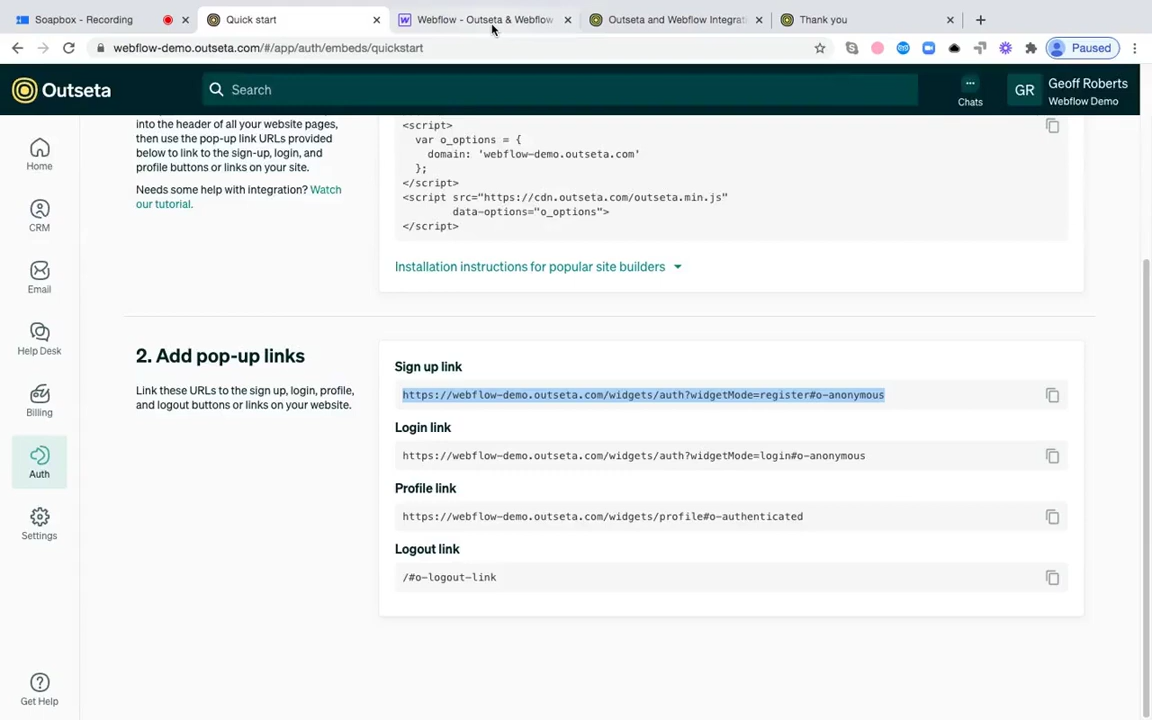 Soapbox - Recording
Quick start
Webflow - Outseta & Webflow
Outseta and Webflow Integrat
Thank you
webflow-demo.outseta.com/#/app/auth/embeds/quickstart
Paused
Outseta
Search
Chats
GR
Geoff Roberts
Webflow Demo
Home
CRM
Email
Help Desk
Billing
Auth
Settings
Get Help
into the header of all your website pages,
then use the pop-up link URLs provided
below to link to the sign-up, login, and
profile buttons or links on your site.
Needs some help with integration? Watch
our tutorial.
<script>
var o_options = {
domain: 'webflow-demo.outseta.com'
};
</script>
<script src="https://cdn.outseta.com/outseta.min.js"
data-options="o_options">
</script>
Installation instructions for popular site builders
2. Add pop-up links
Link these URLs to the sign up, login, profile,
and logout buttons or links on your website.
Sign up link
https://webflow-demo.outseta.com/widgets/auth?widgetMode=register#o-anonymous
Login link
https://webflow-demo.outseta.com/widgets/auth?widgetMode=login#o-anonymous
Profile link
https://webflow-demo.outseta.com/widgets/profile#o-authenticated
Logout link
/#o-logout-link